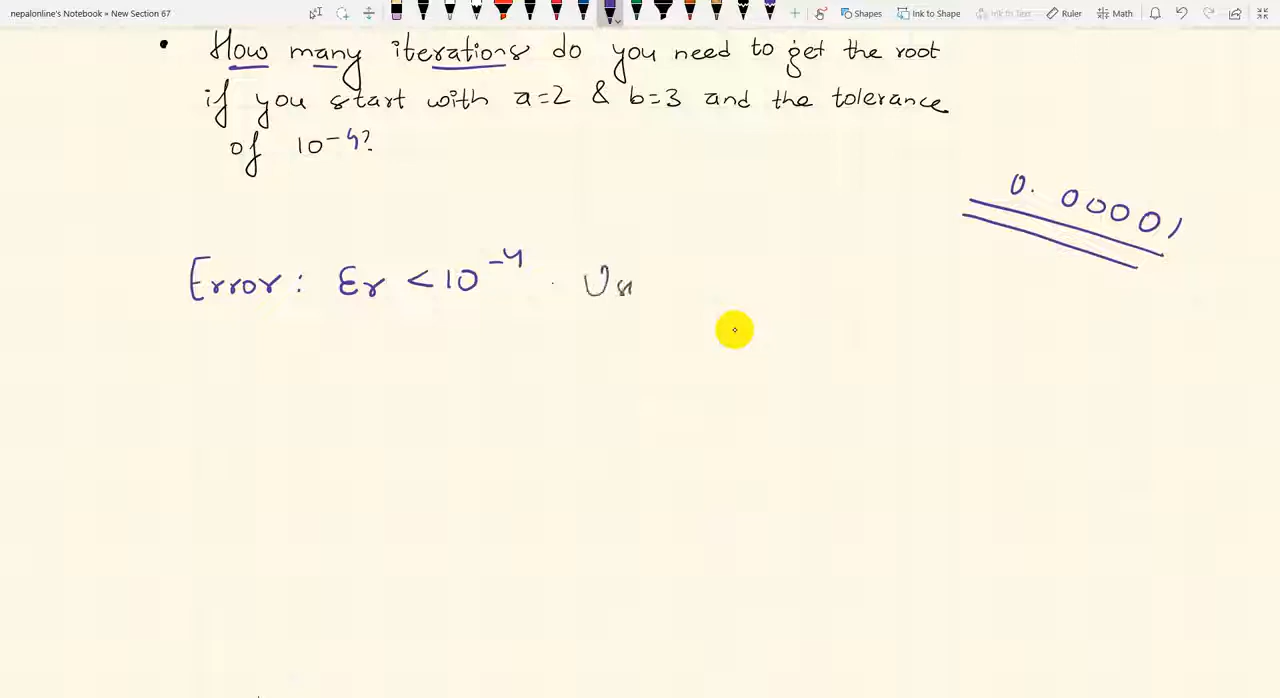 nepalonline's Notebook » New Section 67
Shapes Ink to Shape Ink to Text Ruler Math
• How many iterations do you need to get the root
if you start with a=2 & b=3 and the tolerance
of 10⁻⁴?
0.00001
Error: Er < 10⁻⁴.